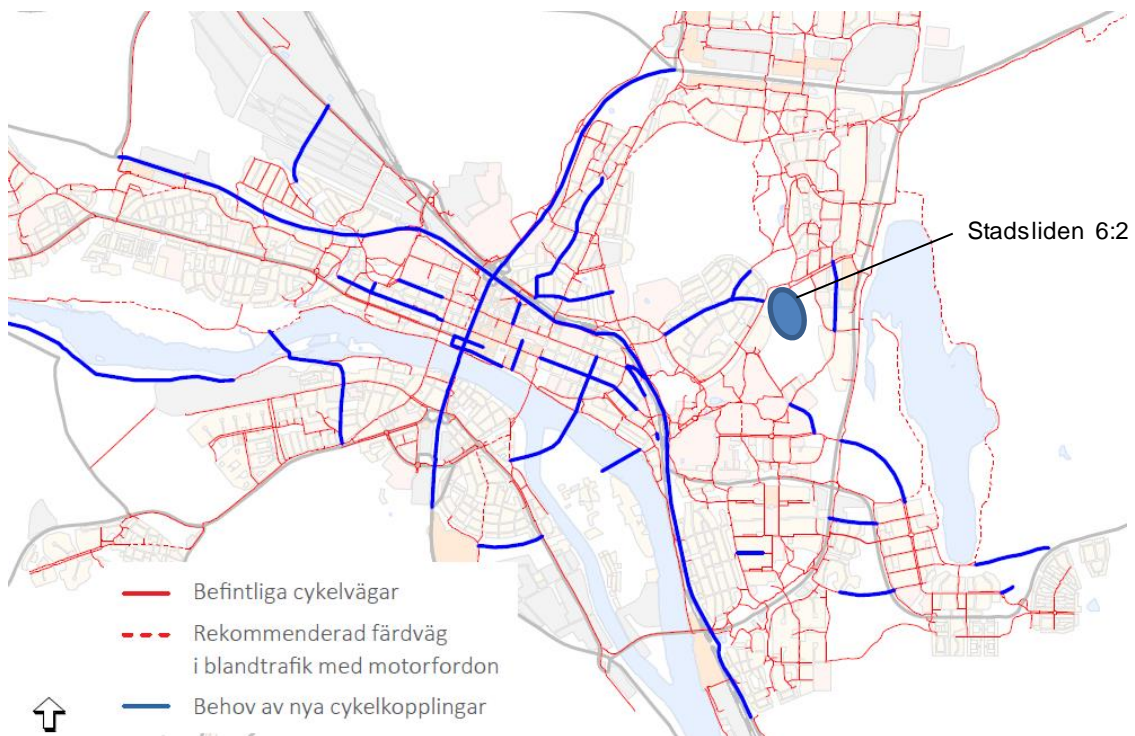 Stadsliden 6:2
Befintliga cykelvägar
Rekommenderad färdväg
i blandtrafik med motorfordon
Behov av nya cykelkopplingar